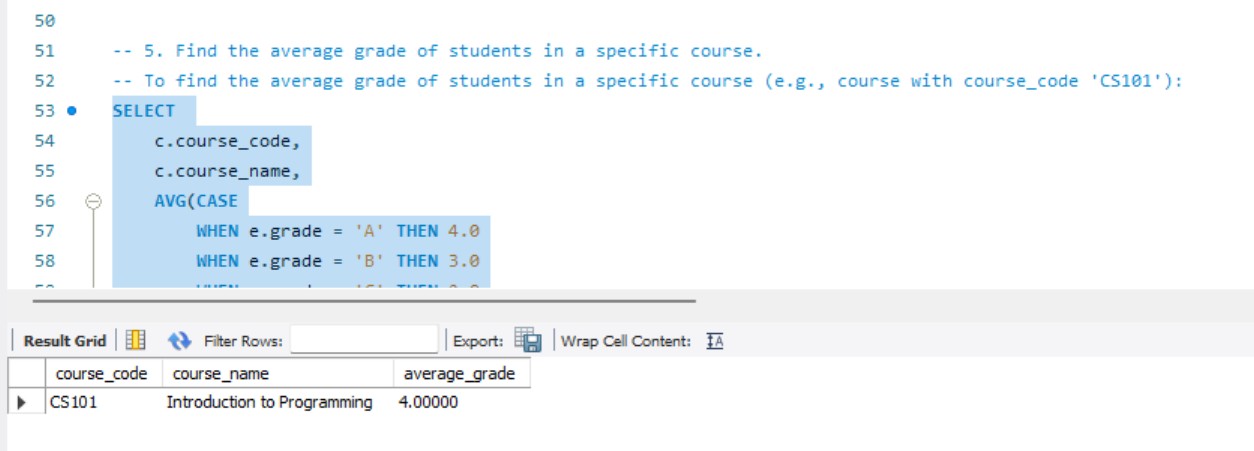 50
51 -- 5. Find the average grade of students in a specific course.
52 -- To find the average grade of students in a specific course (e.g., course with course_code 'CS101'):
53 SELECT
54 c.course_code,
55 c.course_name,
56 AVG(CASE
57 WHEN e.grade = 'A' THEN 4.0
58 WHEN e.grade = 'B' THEN 3.0
Result Grid Filter Rows: Export: Wrap Cell Content:
course_code course_name average_grade
CS101 Introduction to Programming 4.00000